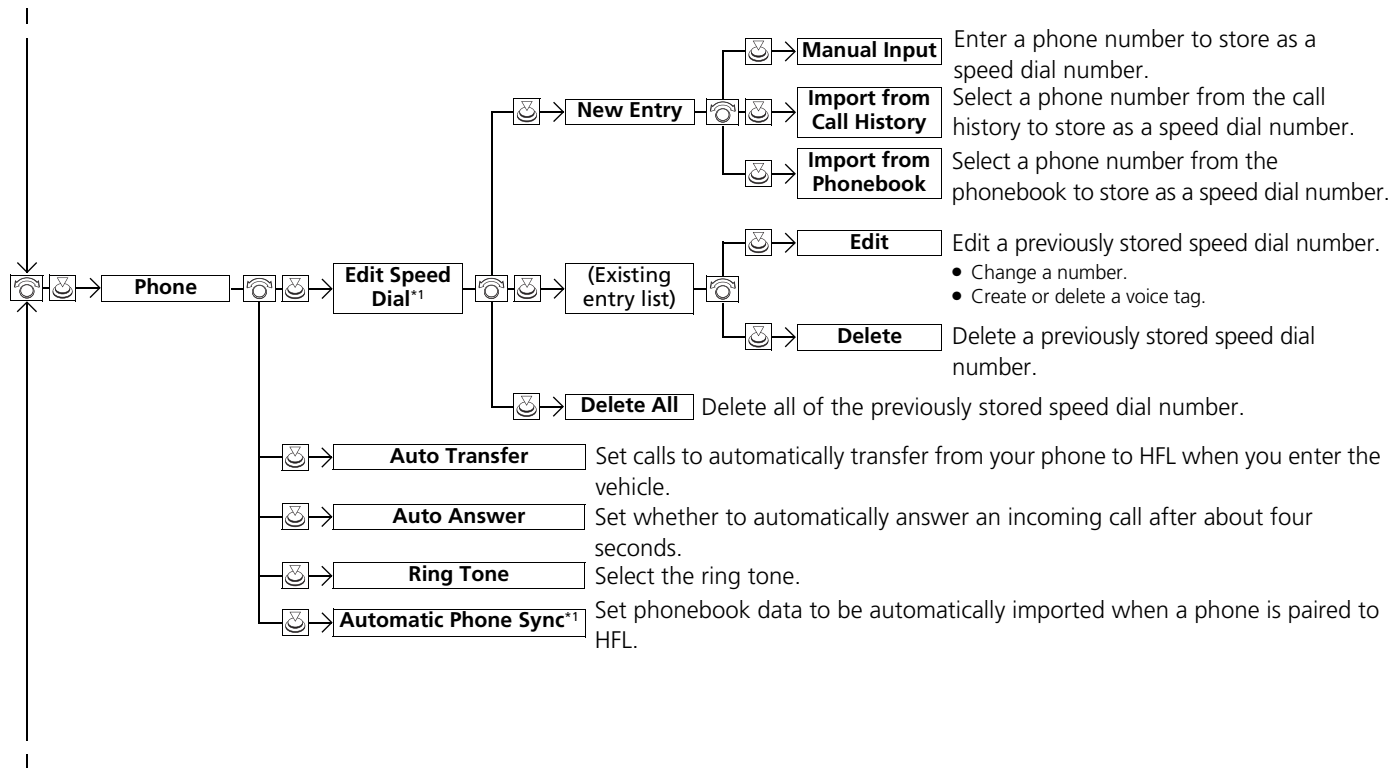 Manual Input
Enter a phone number to store as a
speed dial number.
New Entry
Import from
Call History
Select a phone number from the call
history to store as a speed dial number.
Import from
Phonebook
Select a phone number from the
phonebook to store as a speed dial number.
Phone
Edit Speed
Dial*1
(Existing
entry list)
Edit
Edit a previously stored speed dial number.
● Change a number.
● Create or delete a voice tag.
Delete
Delete a previously stored speed dial
number.
Delete All
Delete all of the previously stored speed dial number.
Auto Transfer
Set calls to automatically transfer from your phone to HFL when you enter the
vehicle.
Auto Answer
Set whether to automatically answer an incoming call after about four
seconds.
Ring Tone
Select the ring tone.
Automatic Phone Sync*1
Set phonebook data to be automatically imported when a phone is paired to
HFL.